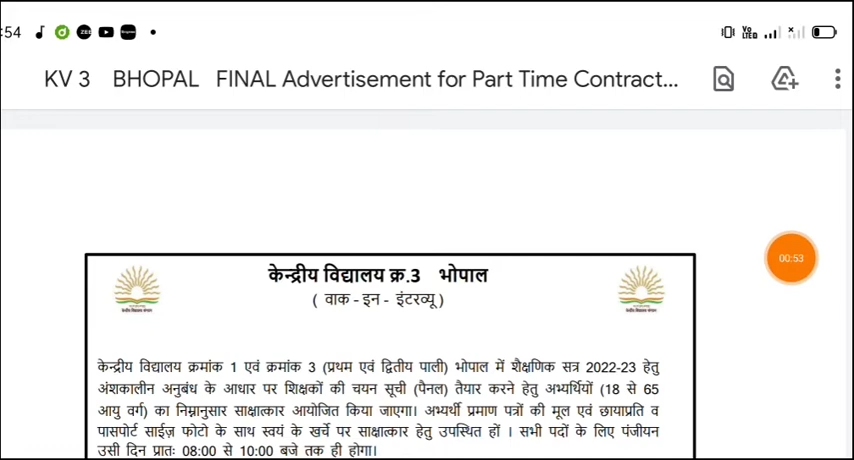 :54
Vo
LTED
KV 3 BHOPAL FINAL Advertisement for Part Time Contract...
केन्द्रीय विद्यालय क्र.3 भोपाल
( वाक - इन - इंटरव्यू )
केन्द्रीय विद्यालय क्रमांक 1 एवं क्रमांक 3 (प्रथम एवं द्वितीय पाली) भोपाल में शैक्षणिक सत्र 2022-23 हेतु
अंशकालीन अनुबंध के आधार पर शिक्षकों की चयन सूची (पैनल) तैयार करने हेतु अभ्यर्थियों (18 से 65
आयु वर्ग) का निम्नानुसार साक्षात्कार आयोजित किया जाएगा। अभ्यर्थी प्रमाण पत्रों की मूल एवं छायाप्रति व
पासपोर्ट साईज़ फोटो के साथ स्वयं के खर्चे पर साक्षात्कार हेतु उपस्थित हों । सभी पदों के लिए पंजीयन
उसी दिन प्रातः 08:00 से 10:00 बजे तक ही होगा।
00:53